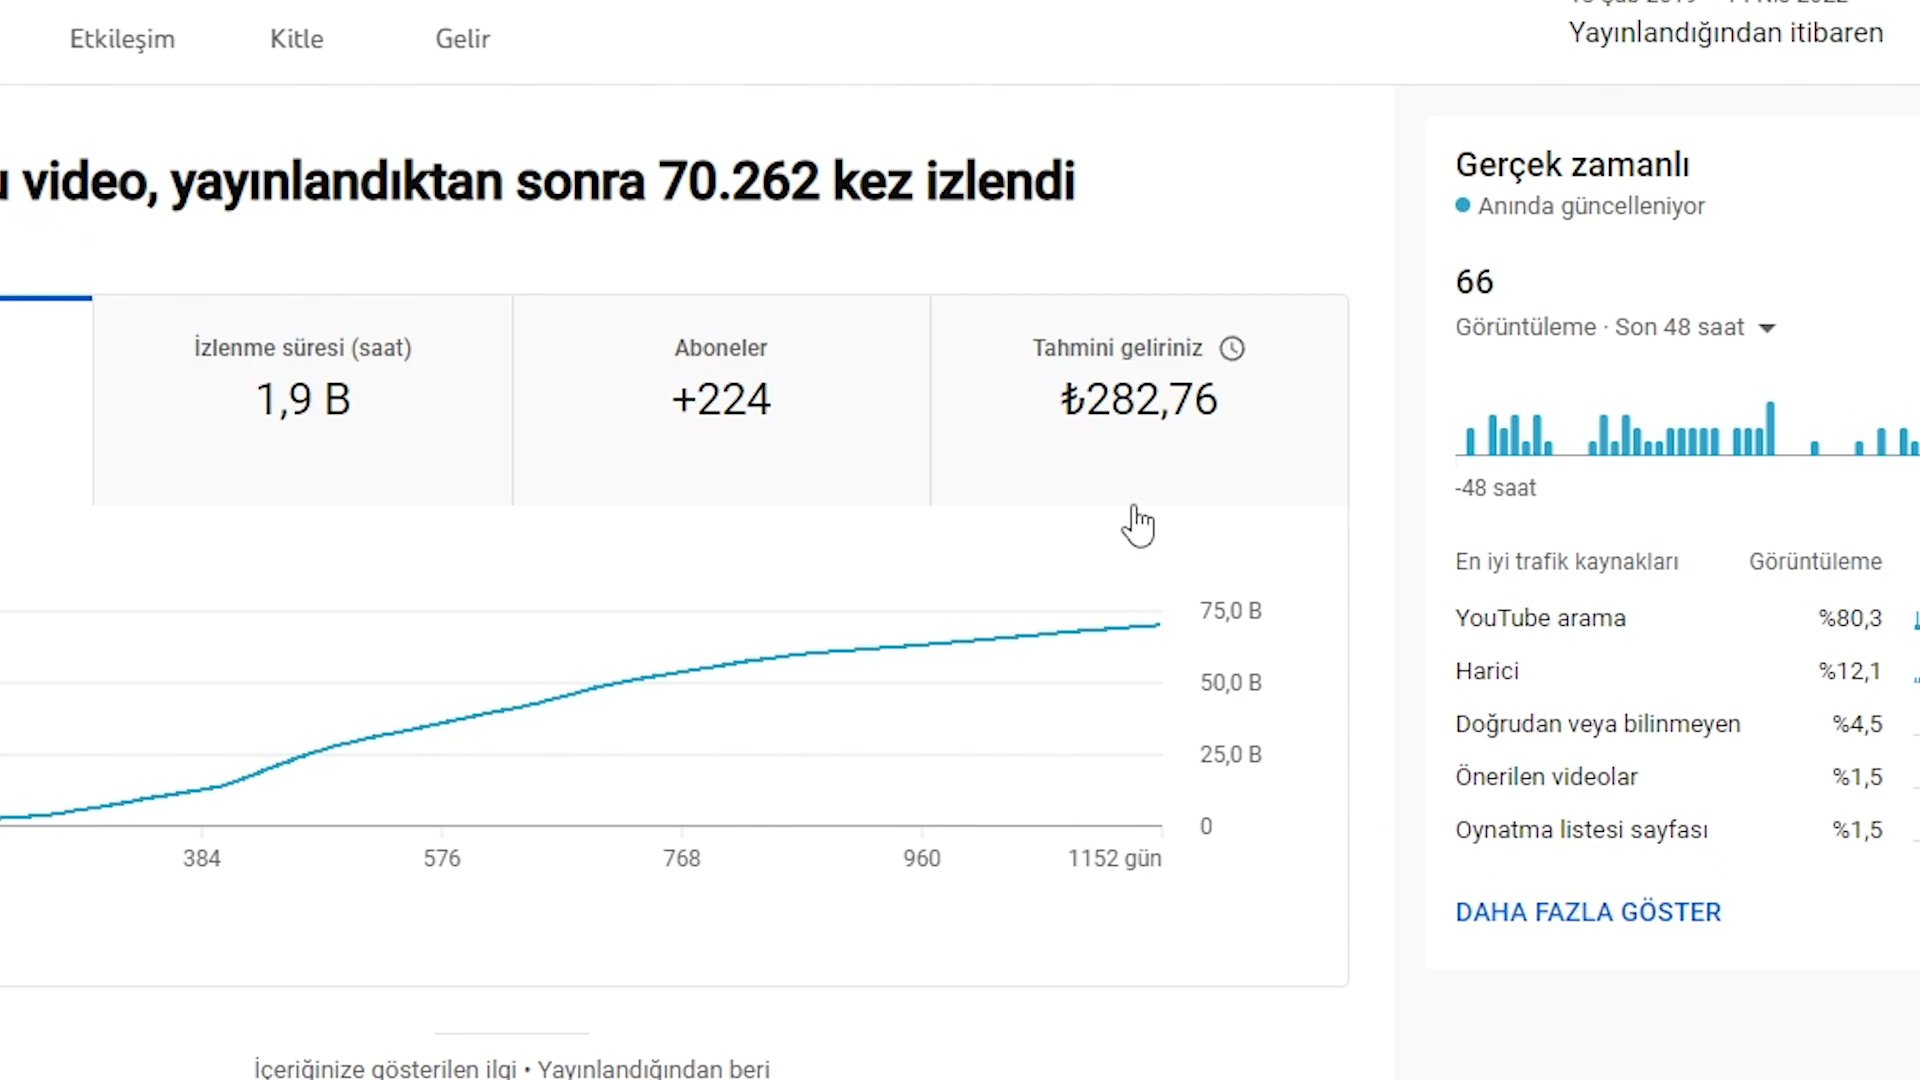 Yayınlandığından itibaren
Etkileşim
Kitle
Gelir
video, yayınlandıktan sonra 70.262 kez izlendi
İzlenme süresi (saat)
1,9 B
Aboneler
+224
Tahmini geliriniz
₺282,76
75,0 B
50,0 B
25,0 B
0
384
576
768
960
1152 gün
İçeriğinize gösterilen ilgi • Yayınlandığından beri
Gerçek zamanlı
Anında güncelleniyor
66
Görüntüleme · Son 48 saat
-48 saat
En iyi trafik kaynakları Görüntüleme
YouTube arama %80,3
Harici %12,1
Doğrudan veya bilinmeyen %4,5
Önerilen videolar %1,5
Oynatma listesi sayfası %1,5
DAHA FAZLA GÖSTER